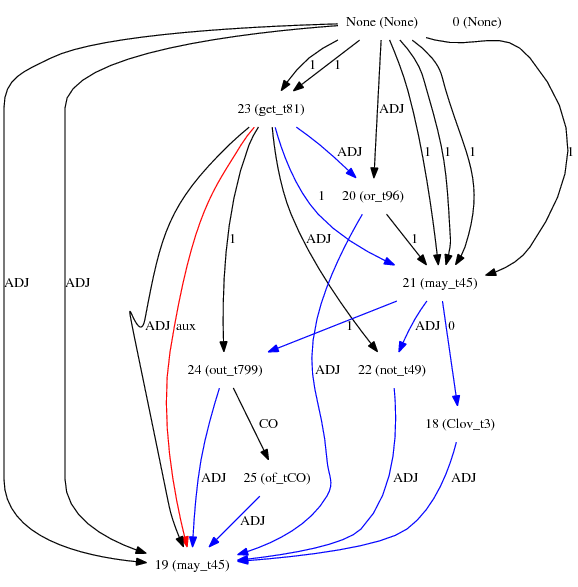 None (None) 0 (None)
1 1
23 (get_t81) ADJ
ADJ 1 1 1 1
20 (or_t96)
1 ADJ 1
ADJ ADJ 21 (may_t45)
ADJ aux 1 ADJ 0
24 (out_t799) ADJ 22 (not_t49)
CO 18 (Clov_t3)
ADJ 25 (of_tCO) ADJ ADJ
ADJ
19 (may_t45)